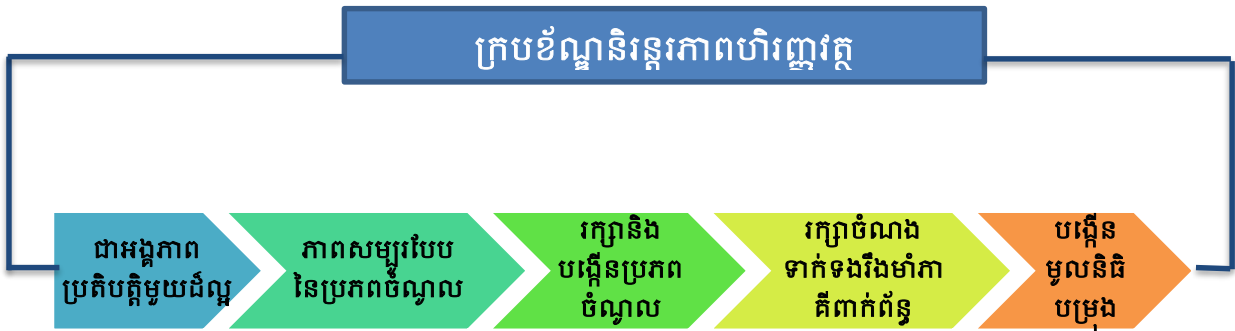 ក្របខ័ណ្ឌនិរន្តរភាពហិរញ្ញវត្ថ
ជាអង្គភាព
ប្រតិបត្តិមួយដ៏ល្អ
ភាពសម្បូរបែប
នៃប្រភពចំណូល
រក្សានិង
បង្កើនប្រភព
ចំណូល
រក្សាចំណង
ទាក់ទងរឹងមាំភា
គីពាក់ព័ន្ធ
បង្កើន
មូលនិធិ
បម្រុង